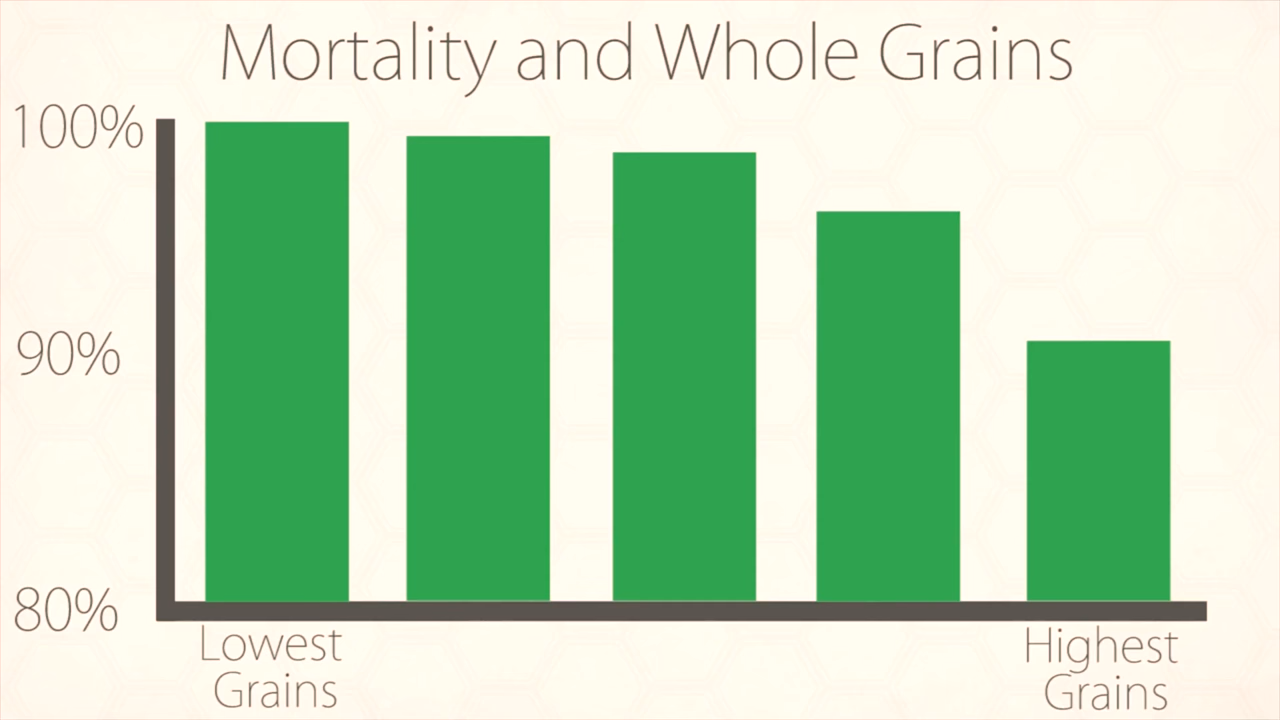 Mortality and Whole Grains
100%
90%
80%
Lowest
Grains
Highest
Grains